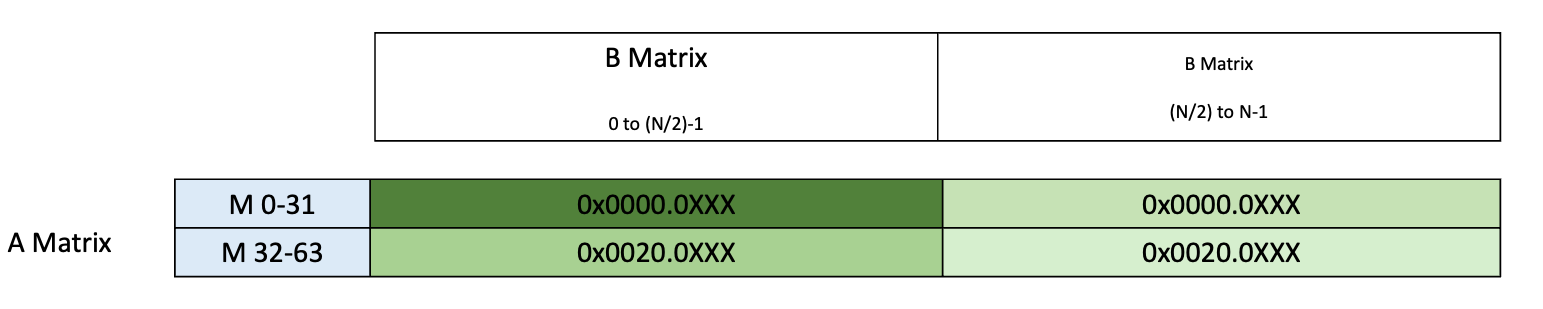 B Matrix
0 to (N/2)-1
B Matrix
(N/2) to N-1
A Matrix
M 0-31
0x0000.0XXX
0x0000.0XXX
M 32-63
0x0020.0XXX
0x0020.0XXX